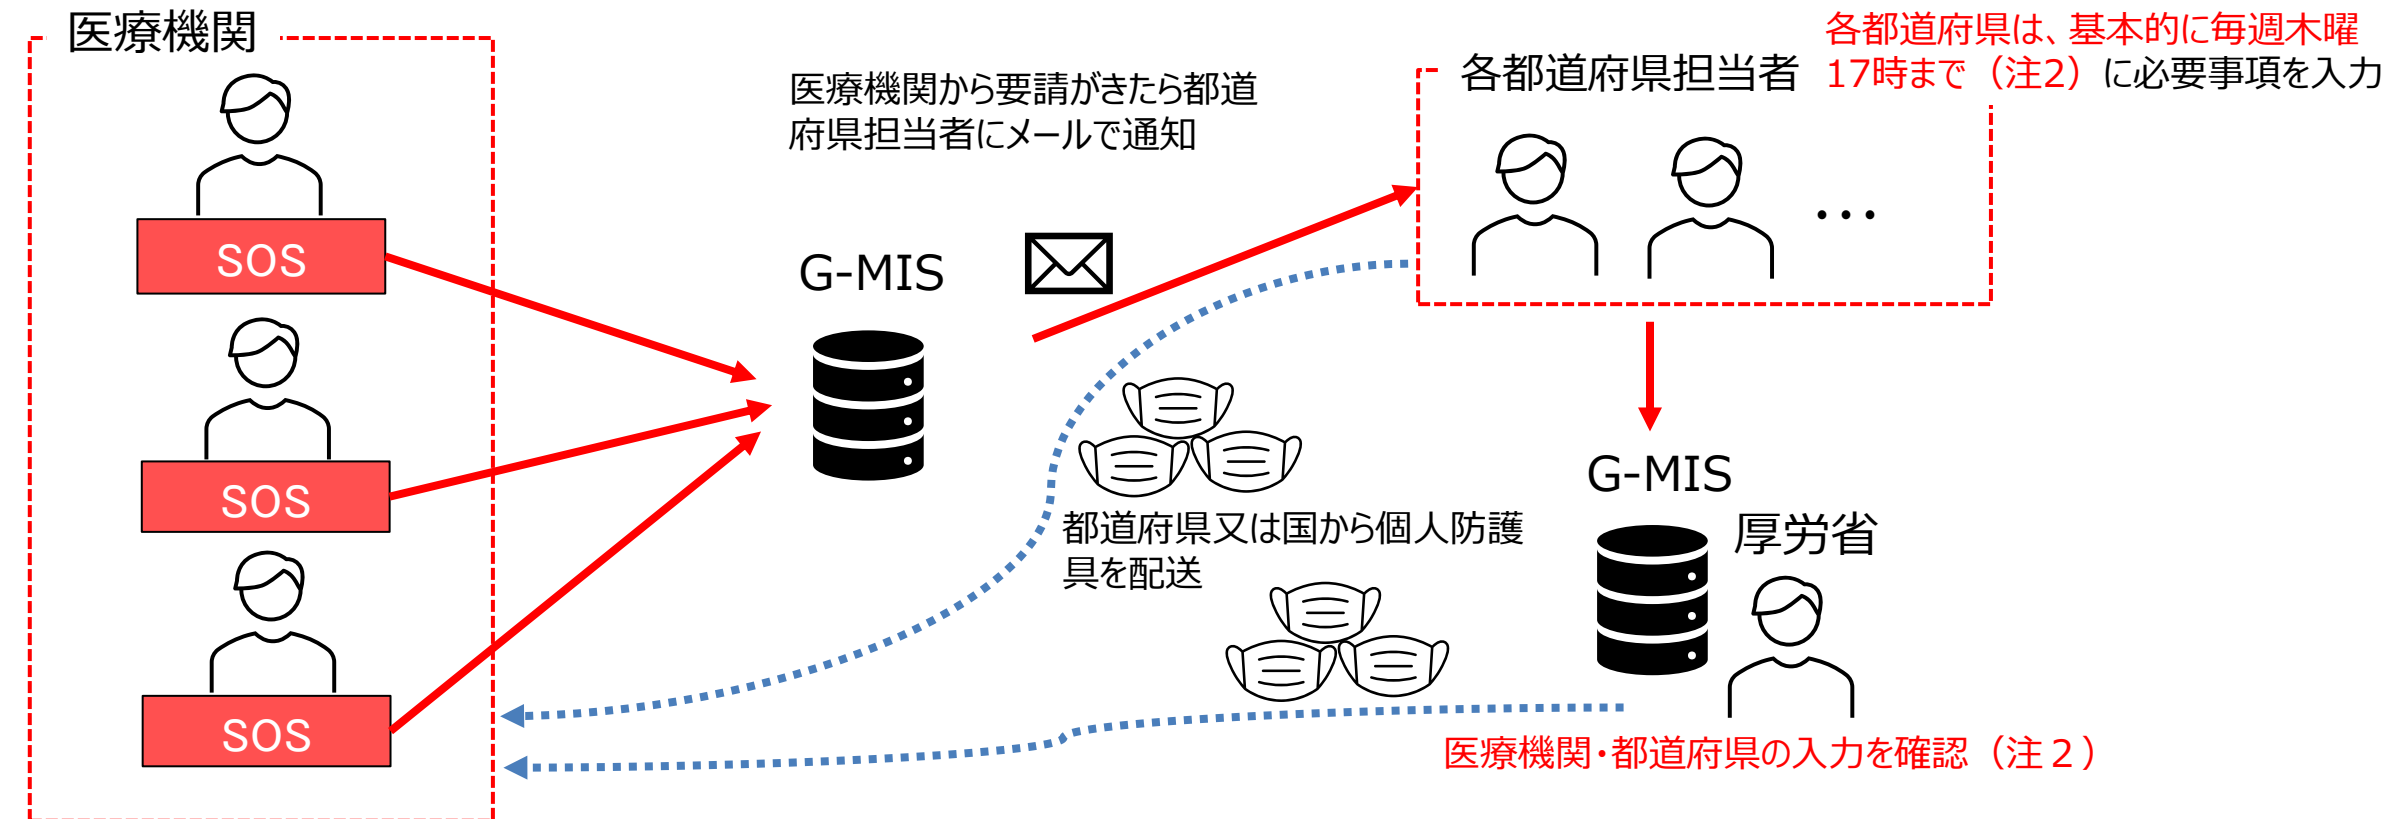 医療機関
SOS
SOS
SOS
医療機関から要請がきたら都道
府県担当者にメールで通知
G-MIS
各都道府県担当者
各都道府県は、基本的に毎週木曜
17時まで（注2）に必要事項を入力
…
都道府県又は国から個人防護
具を配送
G-MIS
厚労省
医療機関・都道府県の入力を確認（注２）